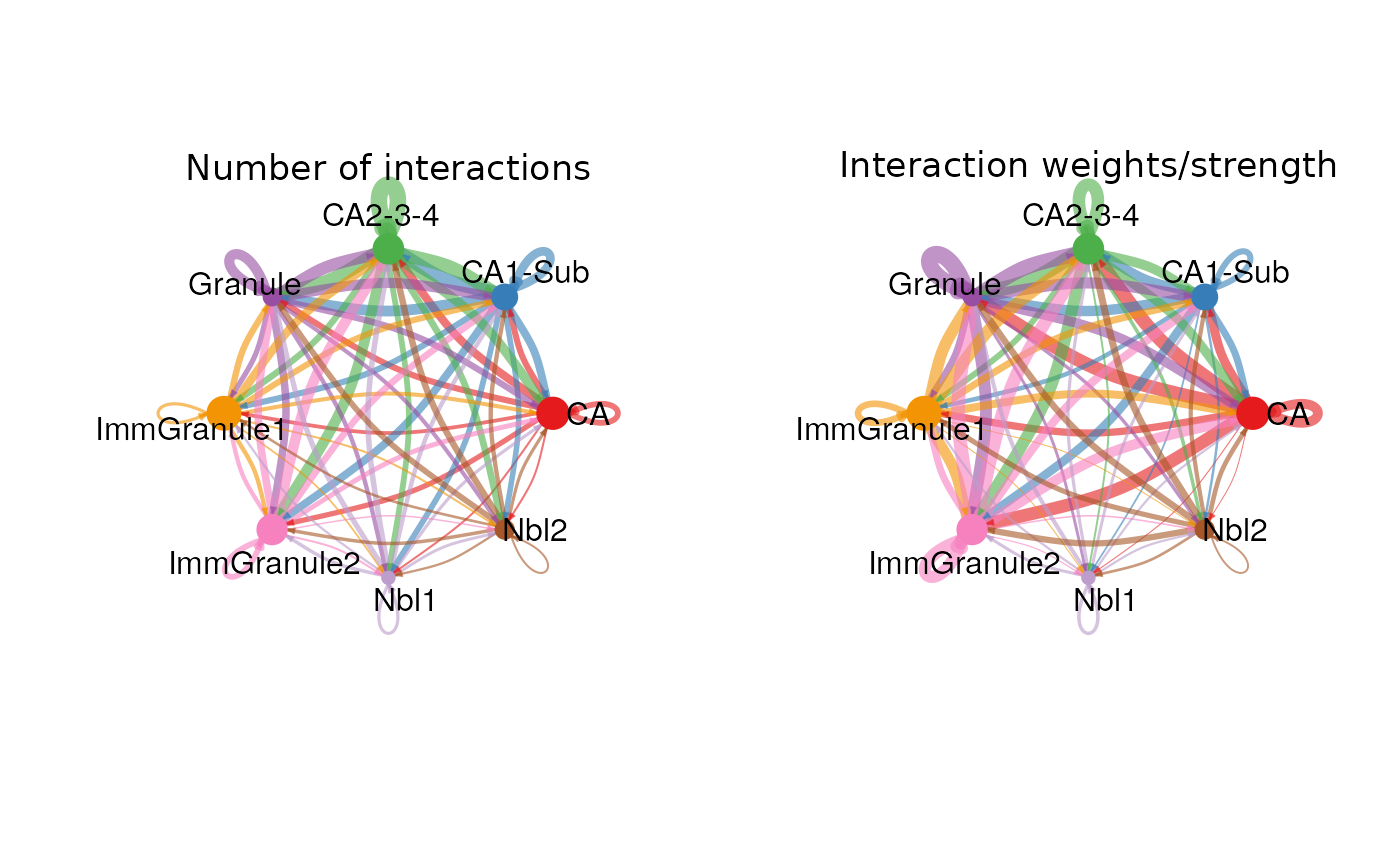 Number of interactions
CA2-3-4
CA1-Sub
Granule
CA
ImmGranule1
Nbl2
ImmGranule2
Nbl1
Interaction weights/strength
CA2-3-4
CA1-Sub
Granule
CA
ImmGranule1
Nbl2
ImmGranule2
Nbl1